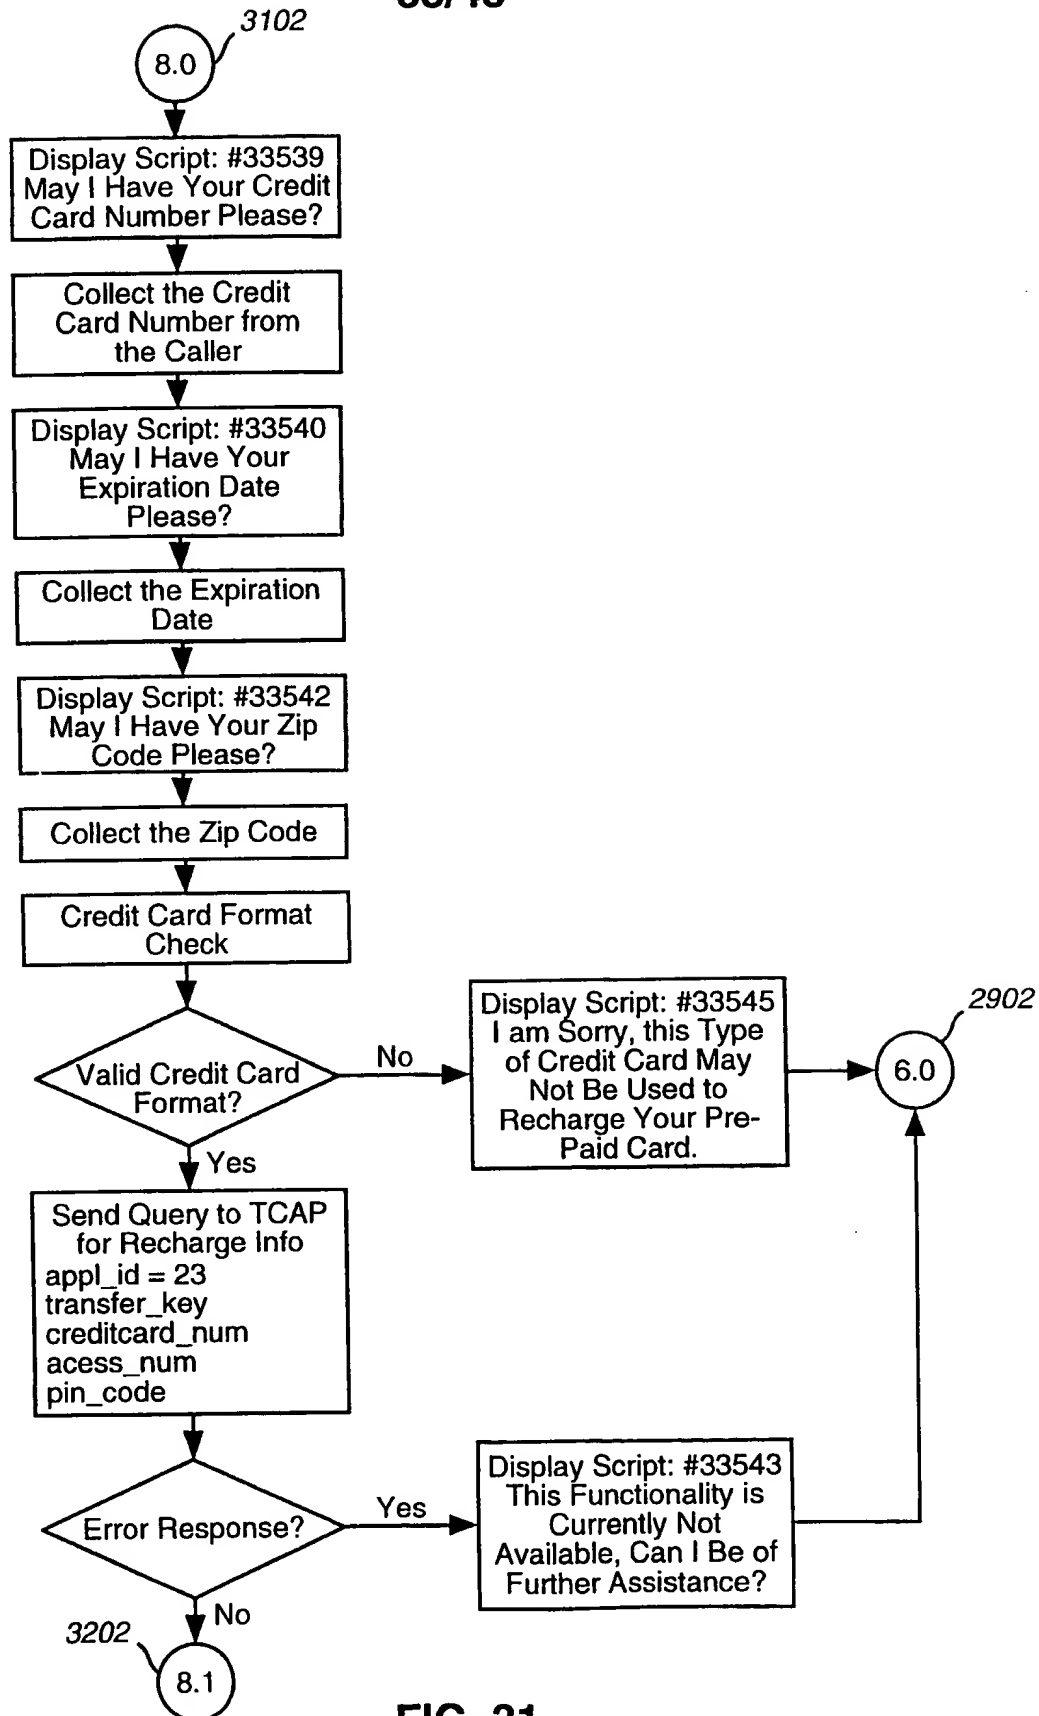 3102
8.0
Display Script: #33539
May I Have Your Credit
Card Number Please?
Collect the Credit
Card Number from
the Caller
Display Script: #33540
May I Have Your
Expiration Date
Please?
Collect the Expiration
Date
Display Script: #33542
May I Have Your Zip
Code Please?
Collect the Zip Code
Credit Card Format
Check
Valid Credit Card
Format?
No
Display Script: #33545
I am Sorry, this Type
of Credit Card May
Not Be Used to
Recharge Your Pre-
Paid Card.
2902
6.0
Yes
Send Query to TCAP
for Recharge Info
appl_id = 23
transfer_key
creditcard_num
acess_num
pin_code
Error Response?
Yes
Display Script: #33543
This Functionality is
Currently Not
Available, Can I Be of
Further Assistance?
No
3202
8.1